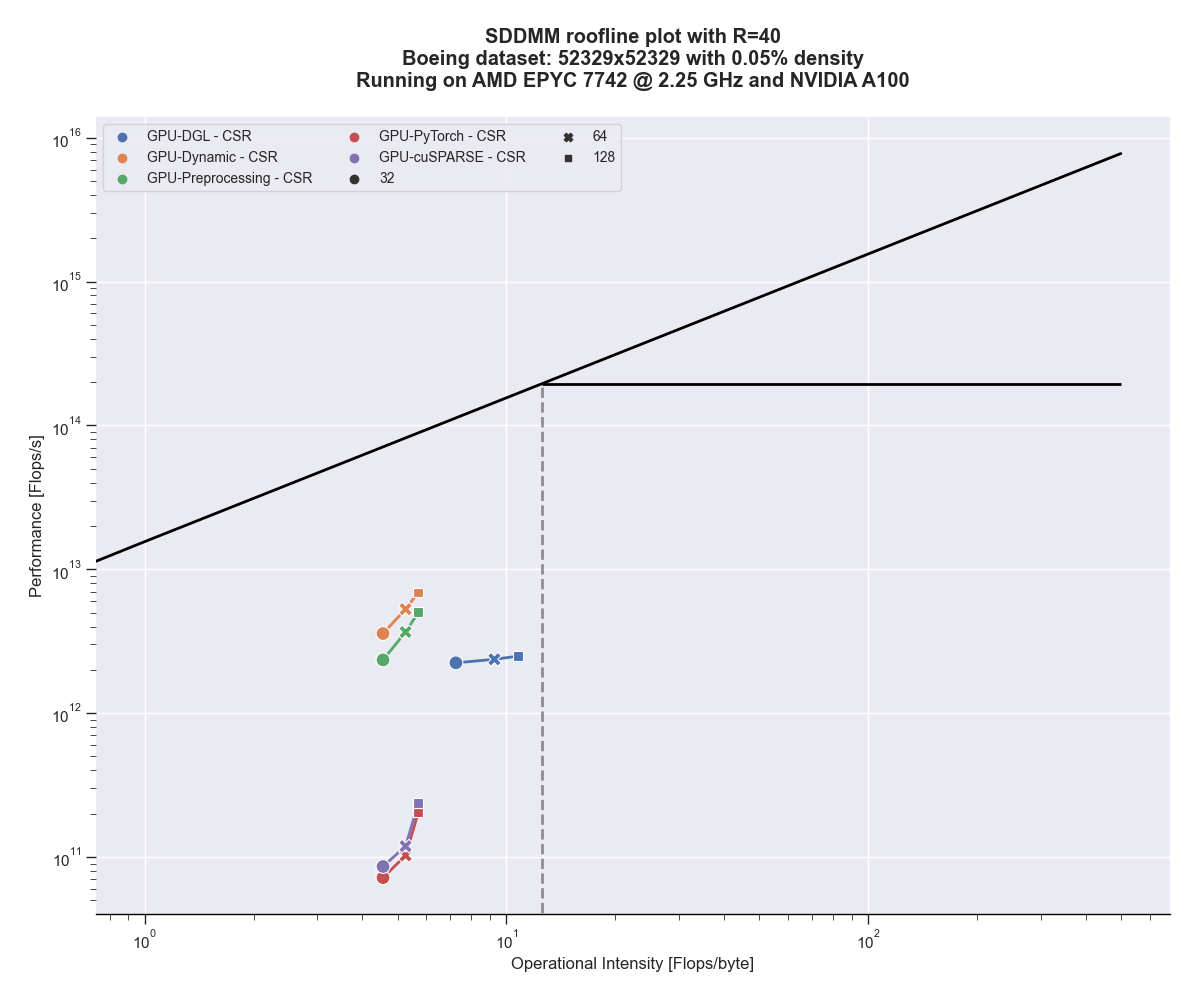 SDDMM roofline plot with R=40
Boeing dataset: 52329x52329 with 0.05% density
Running on AMD EPYC 7742 @ 2.25 GHz and NVIDIA A100
GPU-DGL - CSR
GPU-Dynamic - CSR
GPU-Preprocessing - CSR
GPU-PyTorch - CSR
GPU-cuSPARSE - CSR
32
64
128
Performance [Flops/s]
10^16
10^15
10^14
10^13
10^12
10^11
10^0
10^1
10^2
Operational Intensity [Flops/byte]